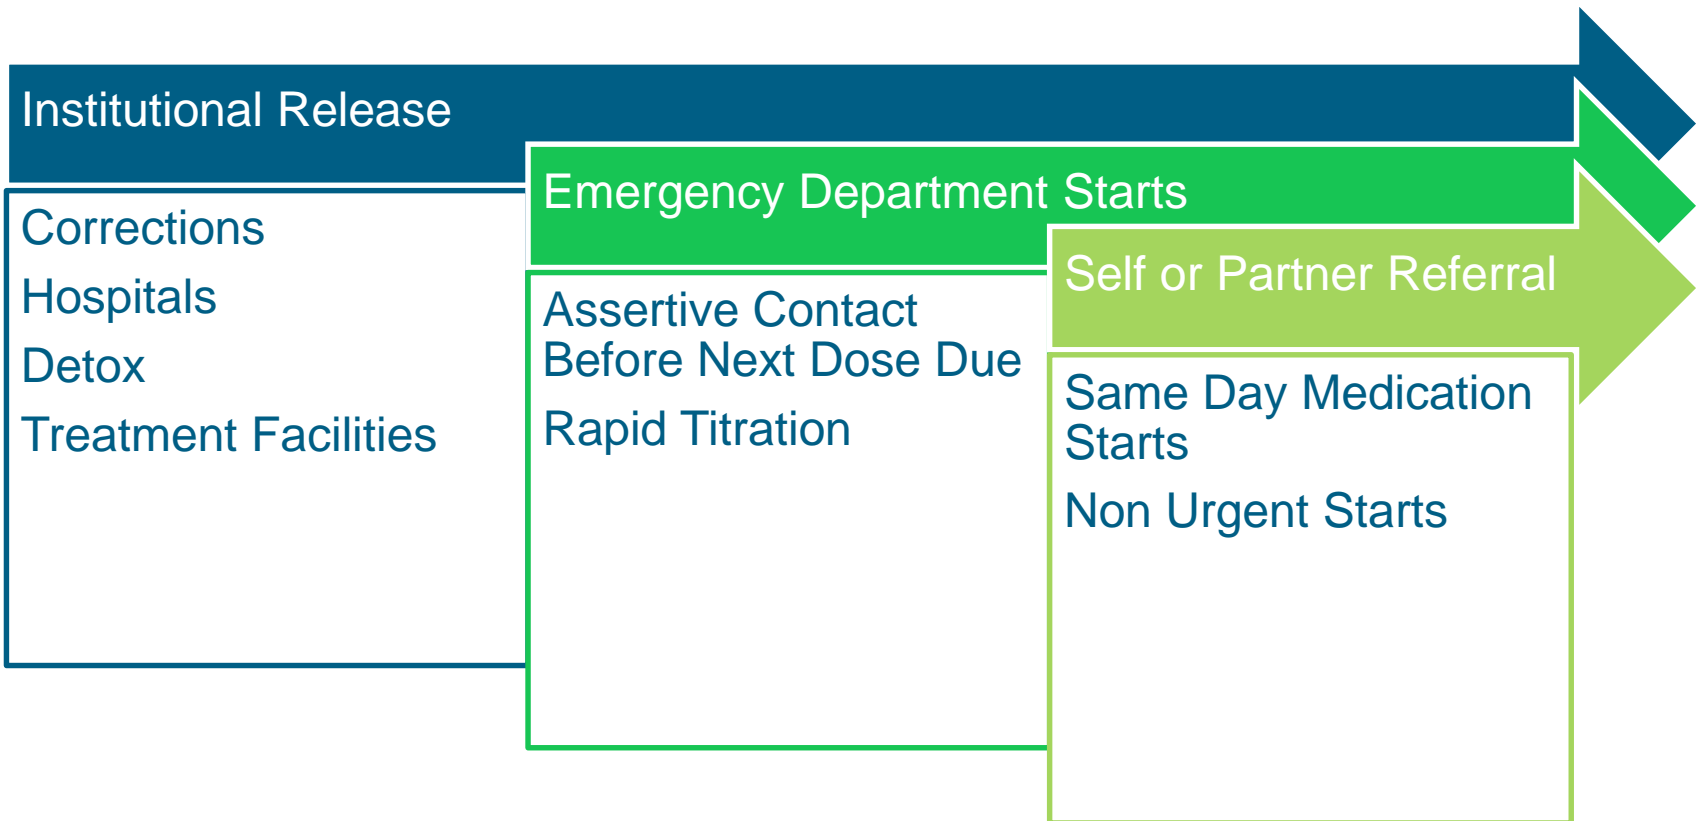 Institutional Release
Corrections
Hospitals
Detox
Treatment Facilities
Emergency Department Starts
Assertive Contact
Before Next Dose Due
Rapid Titration
Self or Partner Referral
Same Day Medication
Starts
Non Urgent Starts